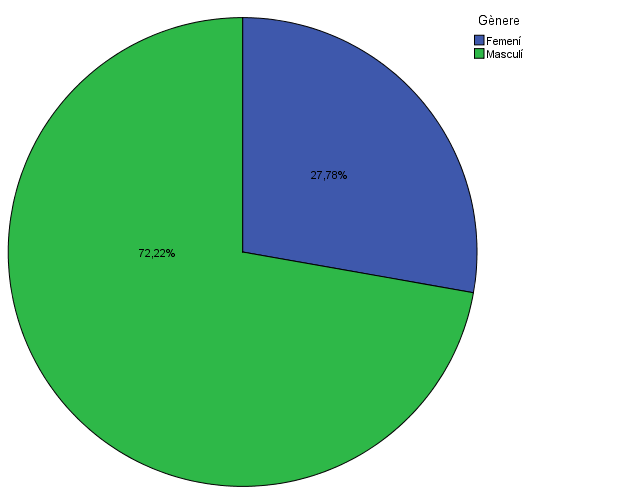 Gènere
Femení
Masculí
27,78%
72,22%